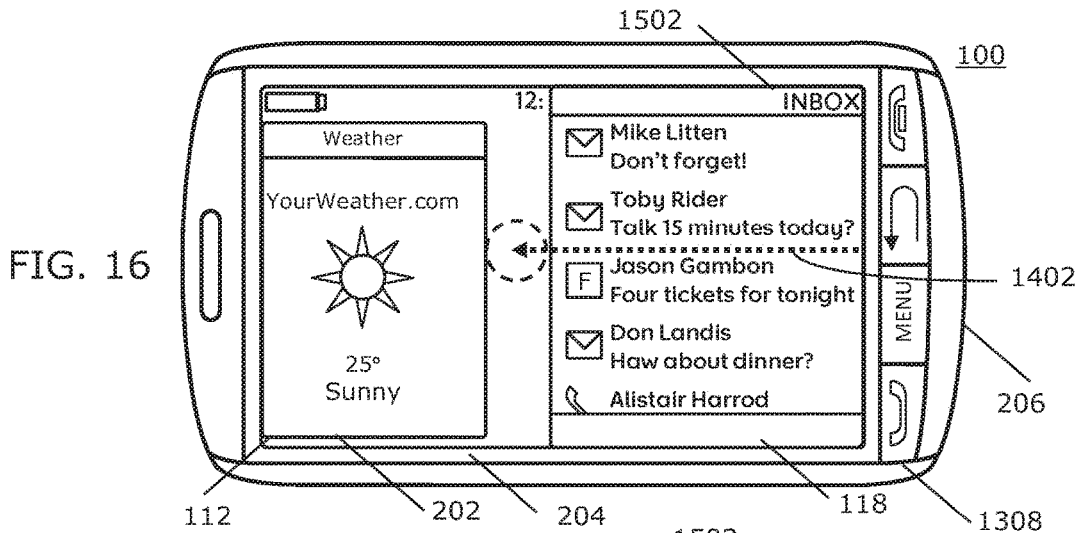 1502
100
12:
INBOX
Weather
Mike Litten
Don't forget!
YourWeather.com
Toby Rider
Talk 15 minutes today?
FIG. 16
F
Jason Gambon
Four tickets for tonight
1402
MENU
Don Landis
Haw about dinner?
25°
Sunny
Alistair Harrod
206
112
202
204
118
1308